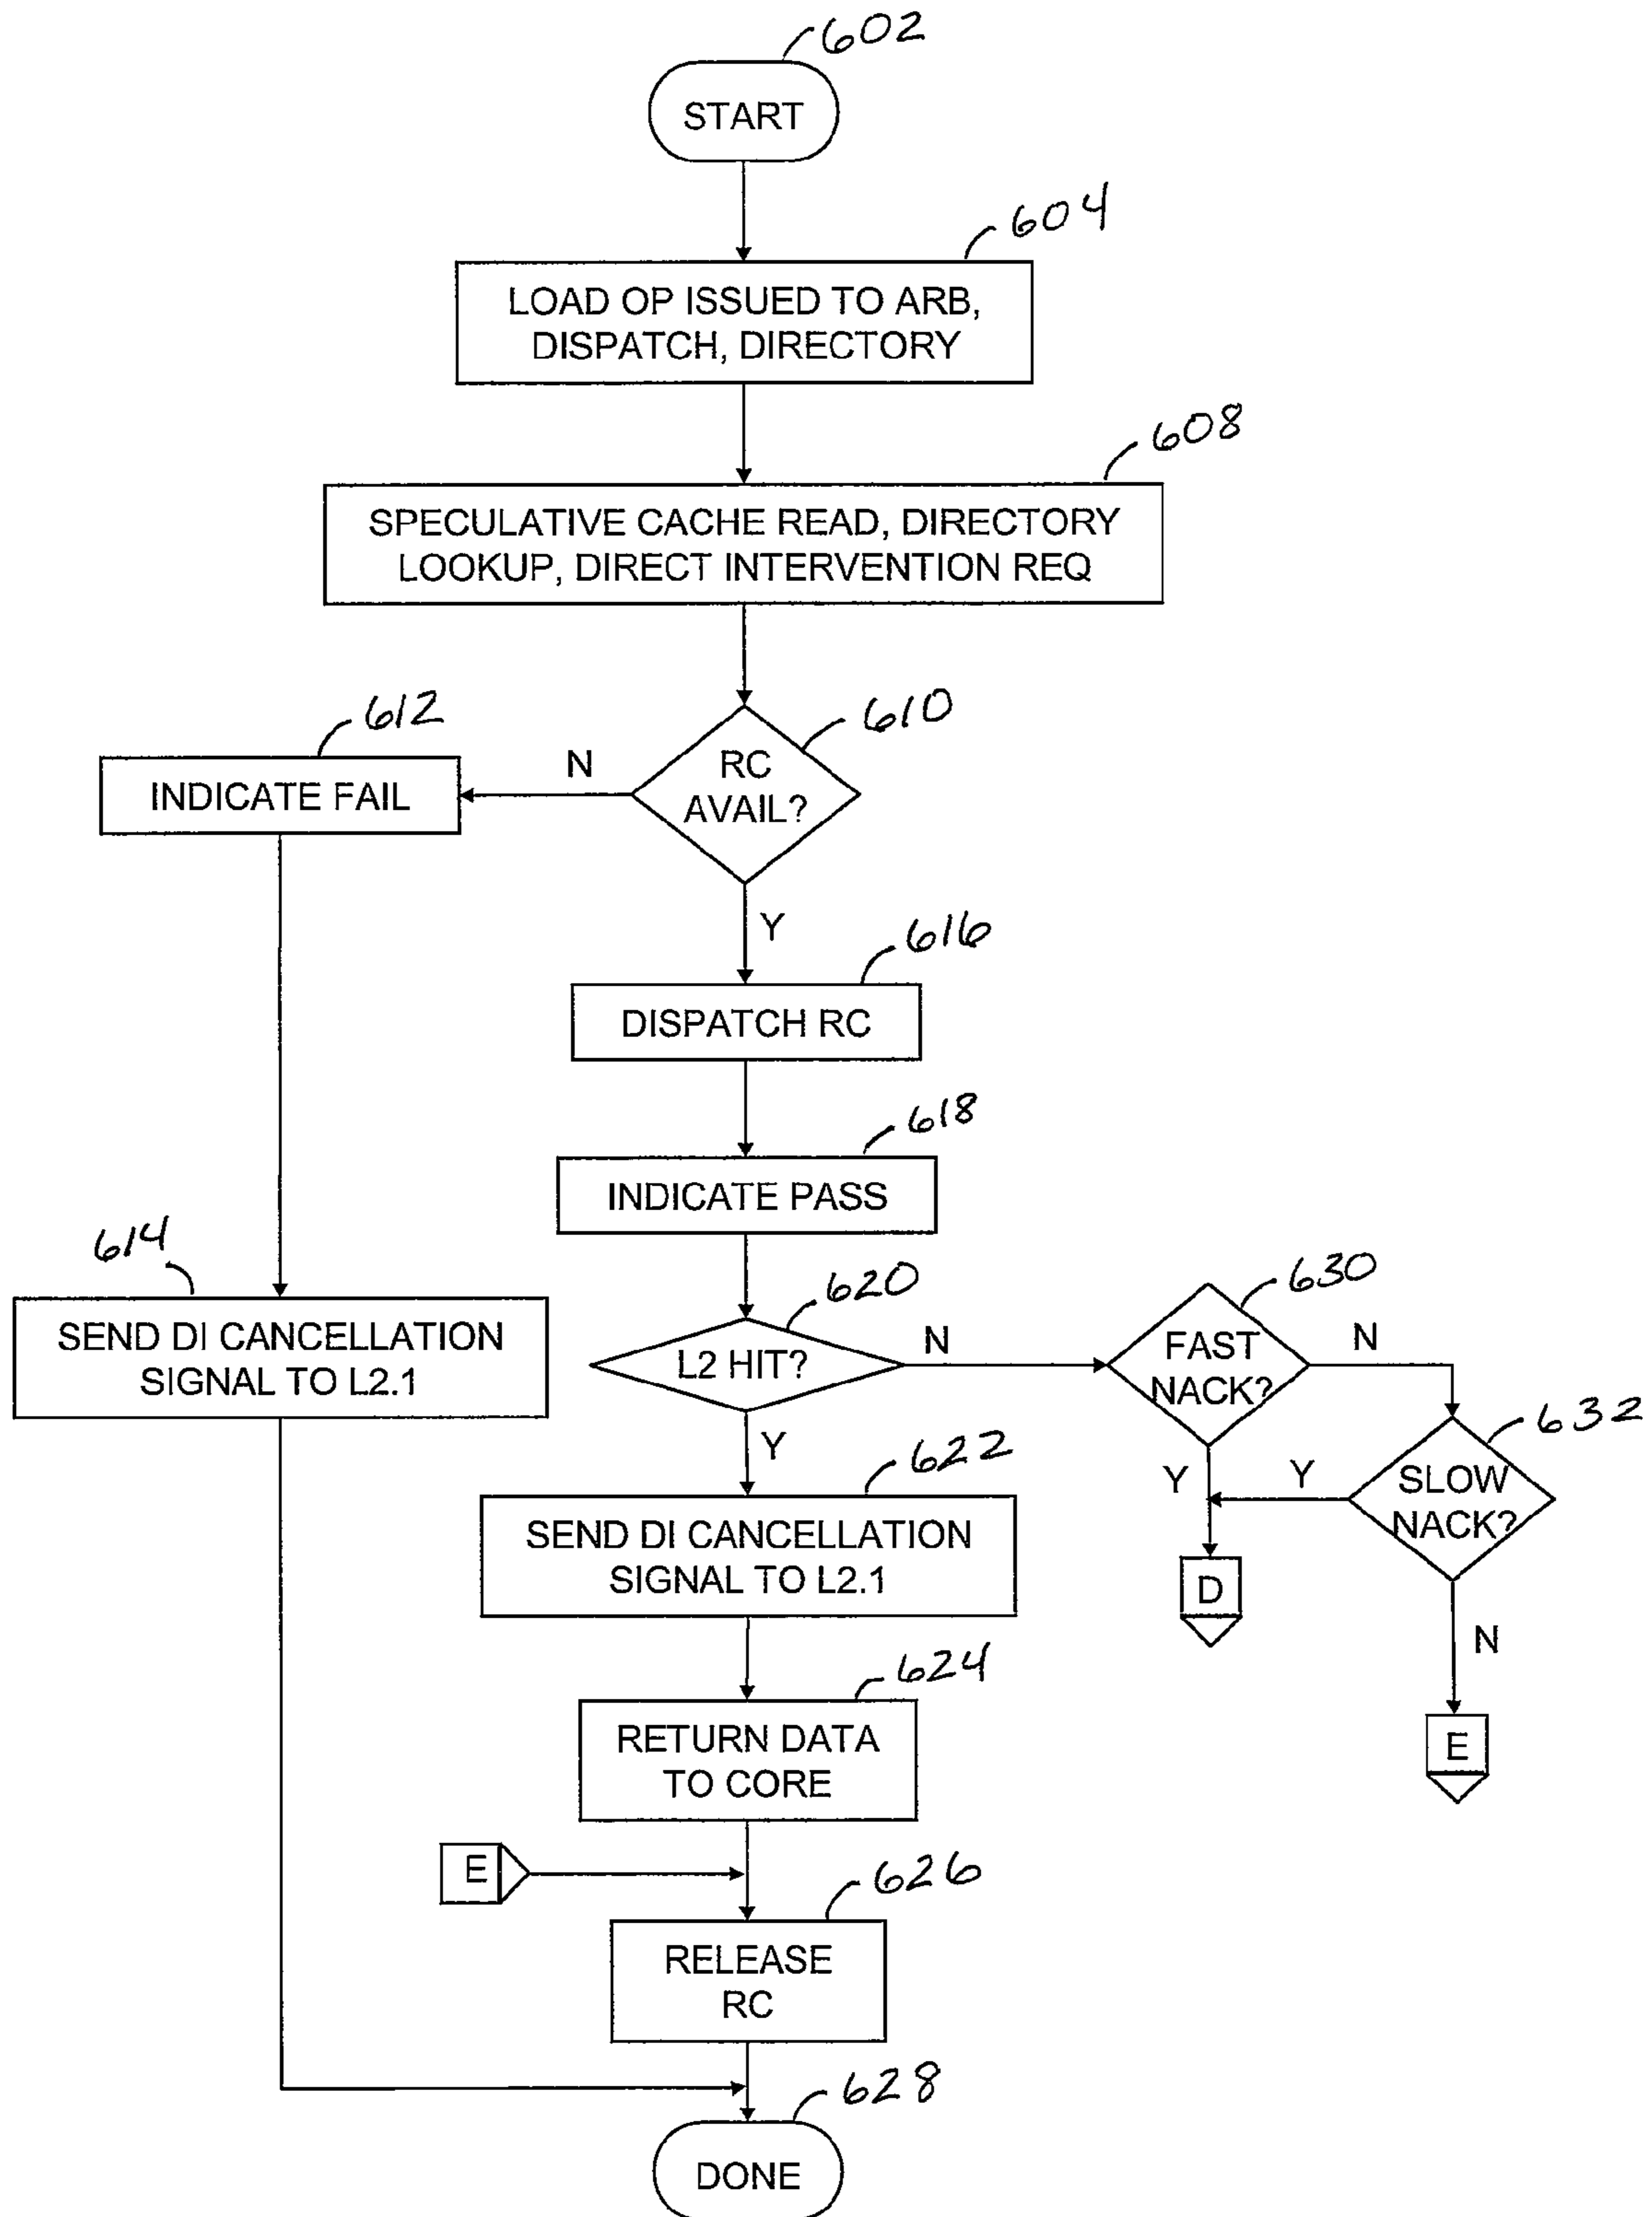 602
START
604
LOAD OP ISSUED TO ARB,
DISPATCH, DIRECTORY
608
SPECULATIVE CACHE READ, DIRECTORY
LOOKUP, DIRECT INTERVENTION REQ
612
610
INDICATE FAIL
N
RC
AVAIL?
Y
616
DISPATCH RC
618
INDICATE PASS
614
SEND DI CANCELLATION
SIGNAL TO L2.1
620
L2 HIT?
N
630
FAST
NACK?
N
Y
632
SLOW
NACK?
Y
Y
622
SEND DI CANCELLATION
SIGNAL TO L2.1
D
N
E
624
RETURN DATA
TO CORE
E
626
RELEASE
RC
628
DONE